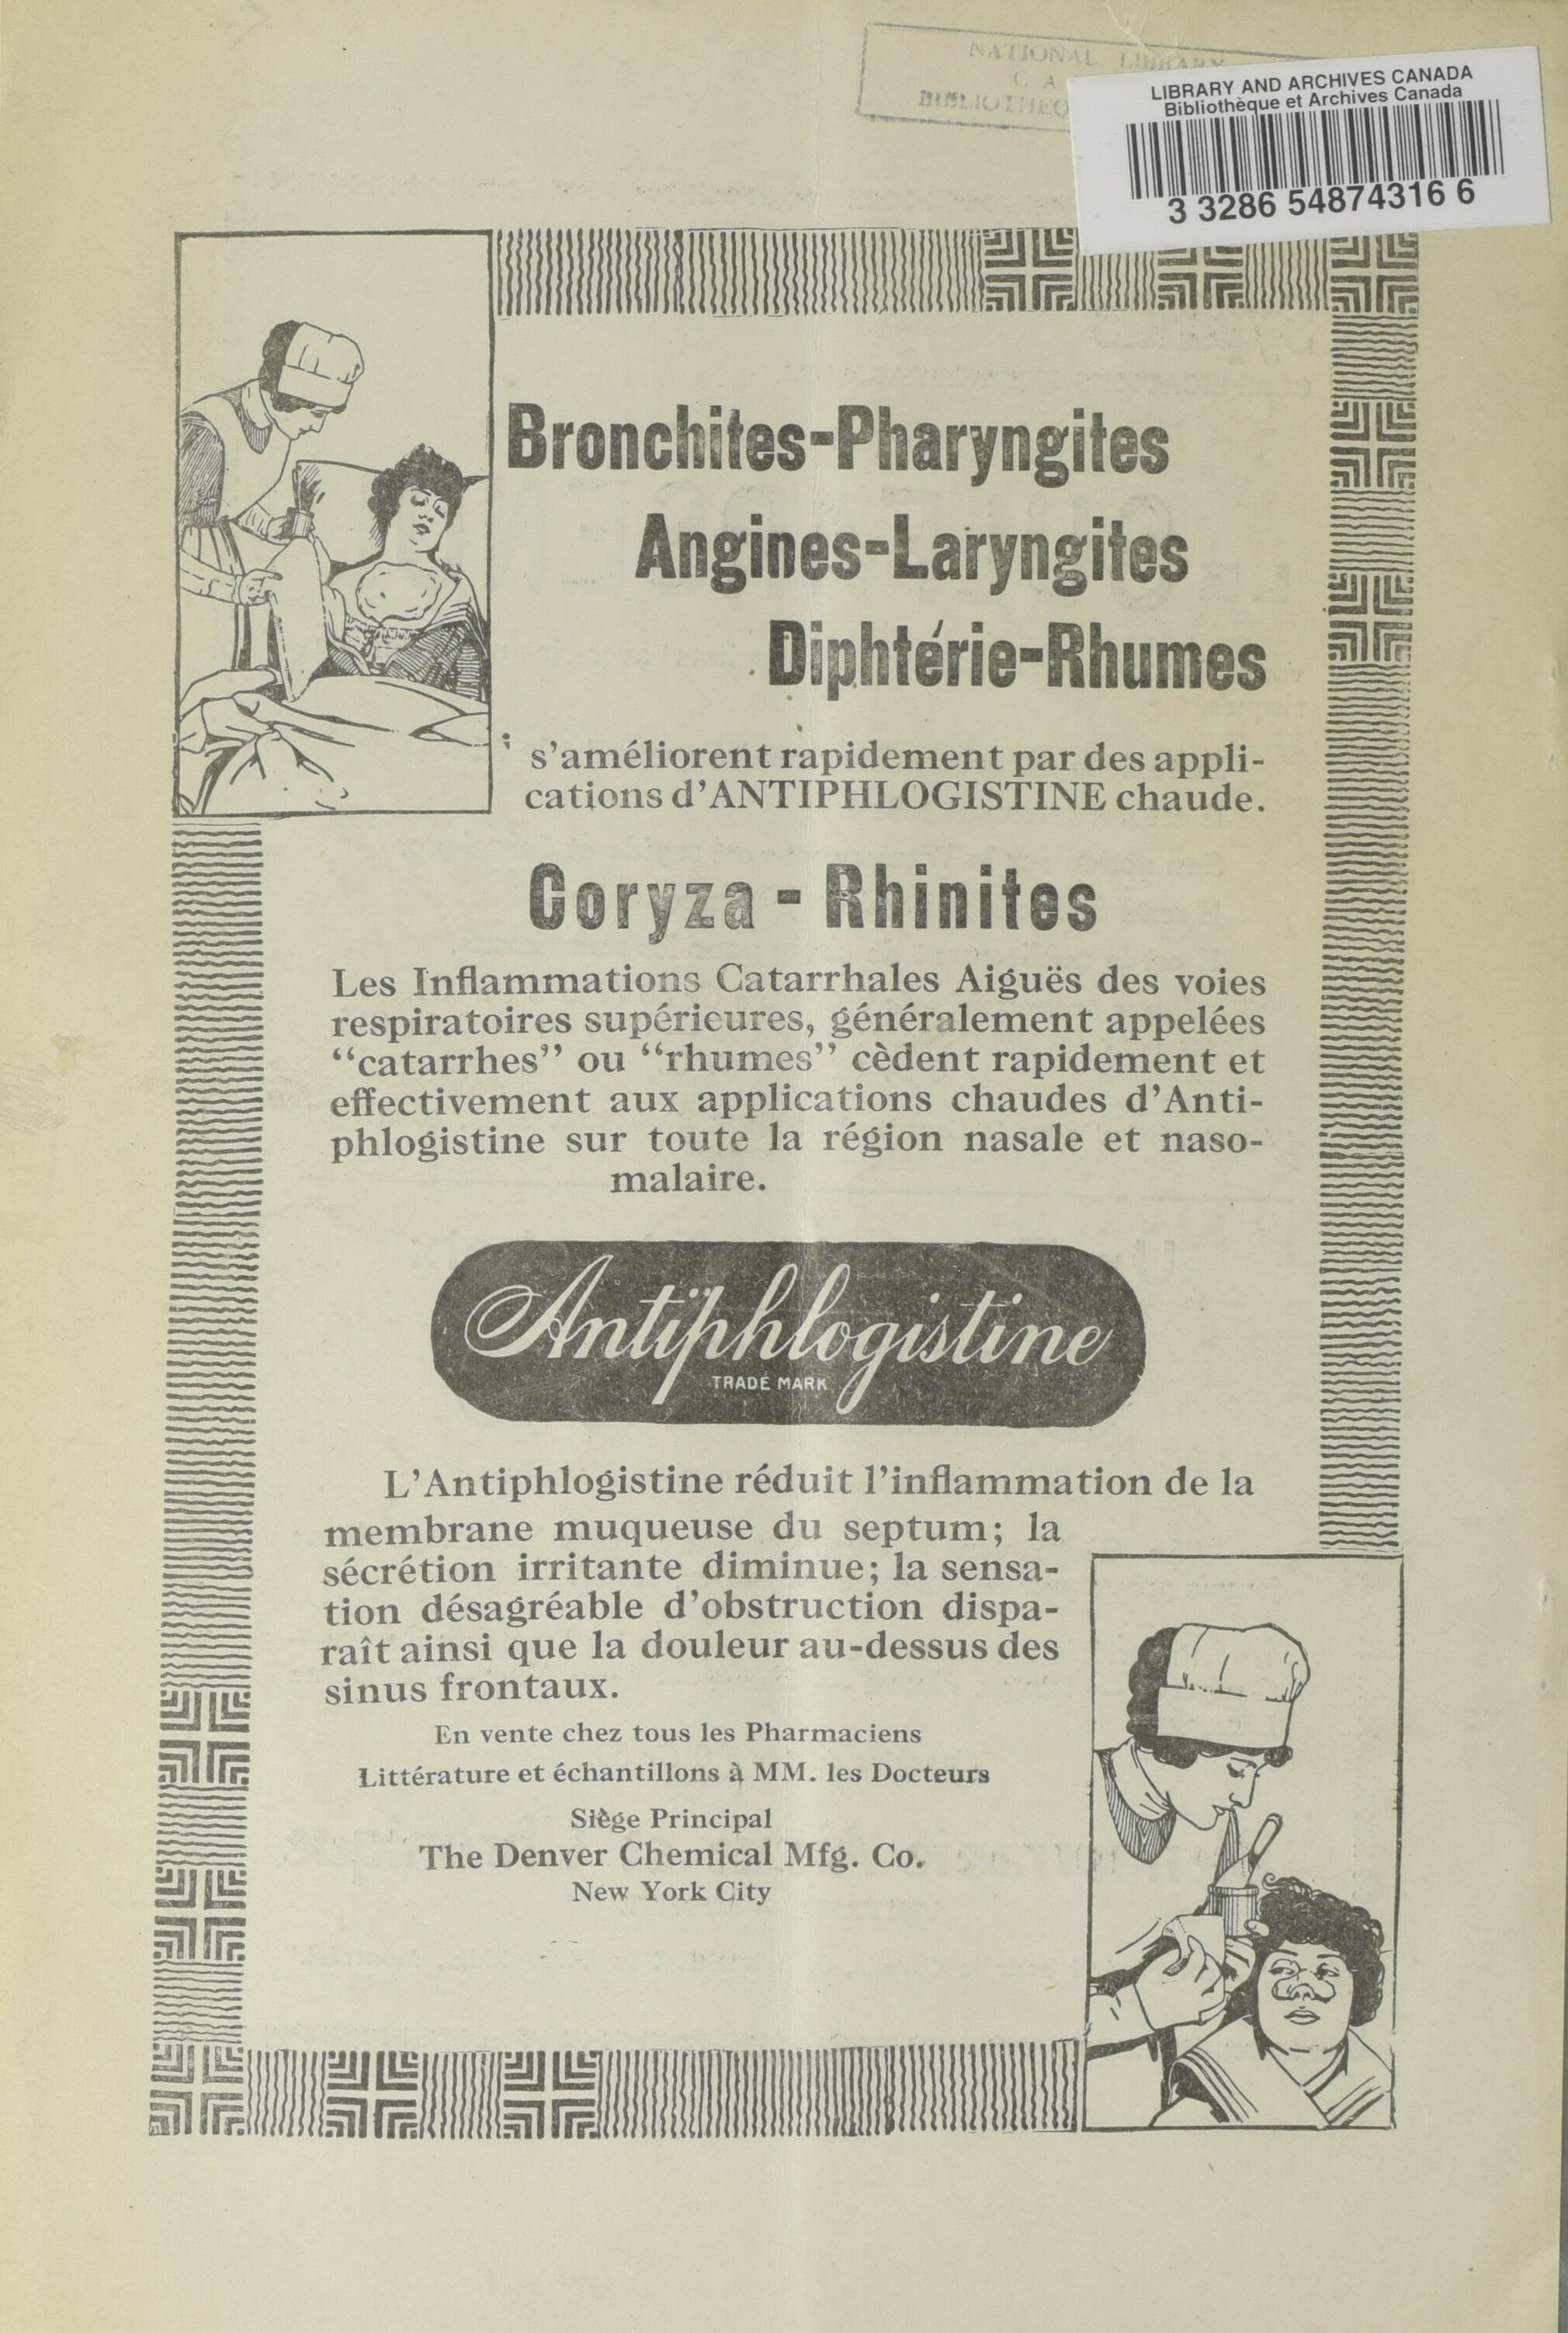 NATIONAL LIBRARY
LIBRARY AND ARCHIVES CANADA
Bibliothèque et Archives Canada
3 3286 54874316 6
Bronchites-Pharyngites
Angines-Laryngites
Diphtérie-Rhumes
s’améliorent rapidement par des appli-
cations d’ANTIPHLOGISTINE chaude.
Coryza - Rhinites
Les Inflammations Catarrhales Aiguës des voies
respiratoires supérieures, généralement appelées
“catarrhes” ou “rhumes” cèdent rapidement et
effectivement aux applications chaudes d’Anti-
phlogistine sur toute la région nasale et naso-
malaire.
Antiphlogistine
TRADE MARK
L’Antiphlogistine réduit l’inflammation de la
membrane muqueuse du septum; la
sécrétion irritante diminue; la sensa-
tion désagréable d’obstruction dispa-
raît ainsi que la douleur au-dessus des
sinus frontaux.
En vente chez tous les Pharmaciens
Littérature et échantillons à MM. les Docteurs
Siège Principal
The Denver Chemical Mfg. Co.
New York City